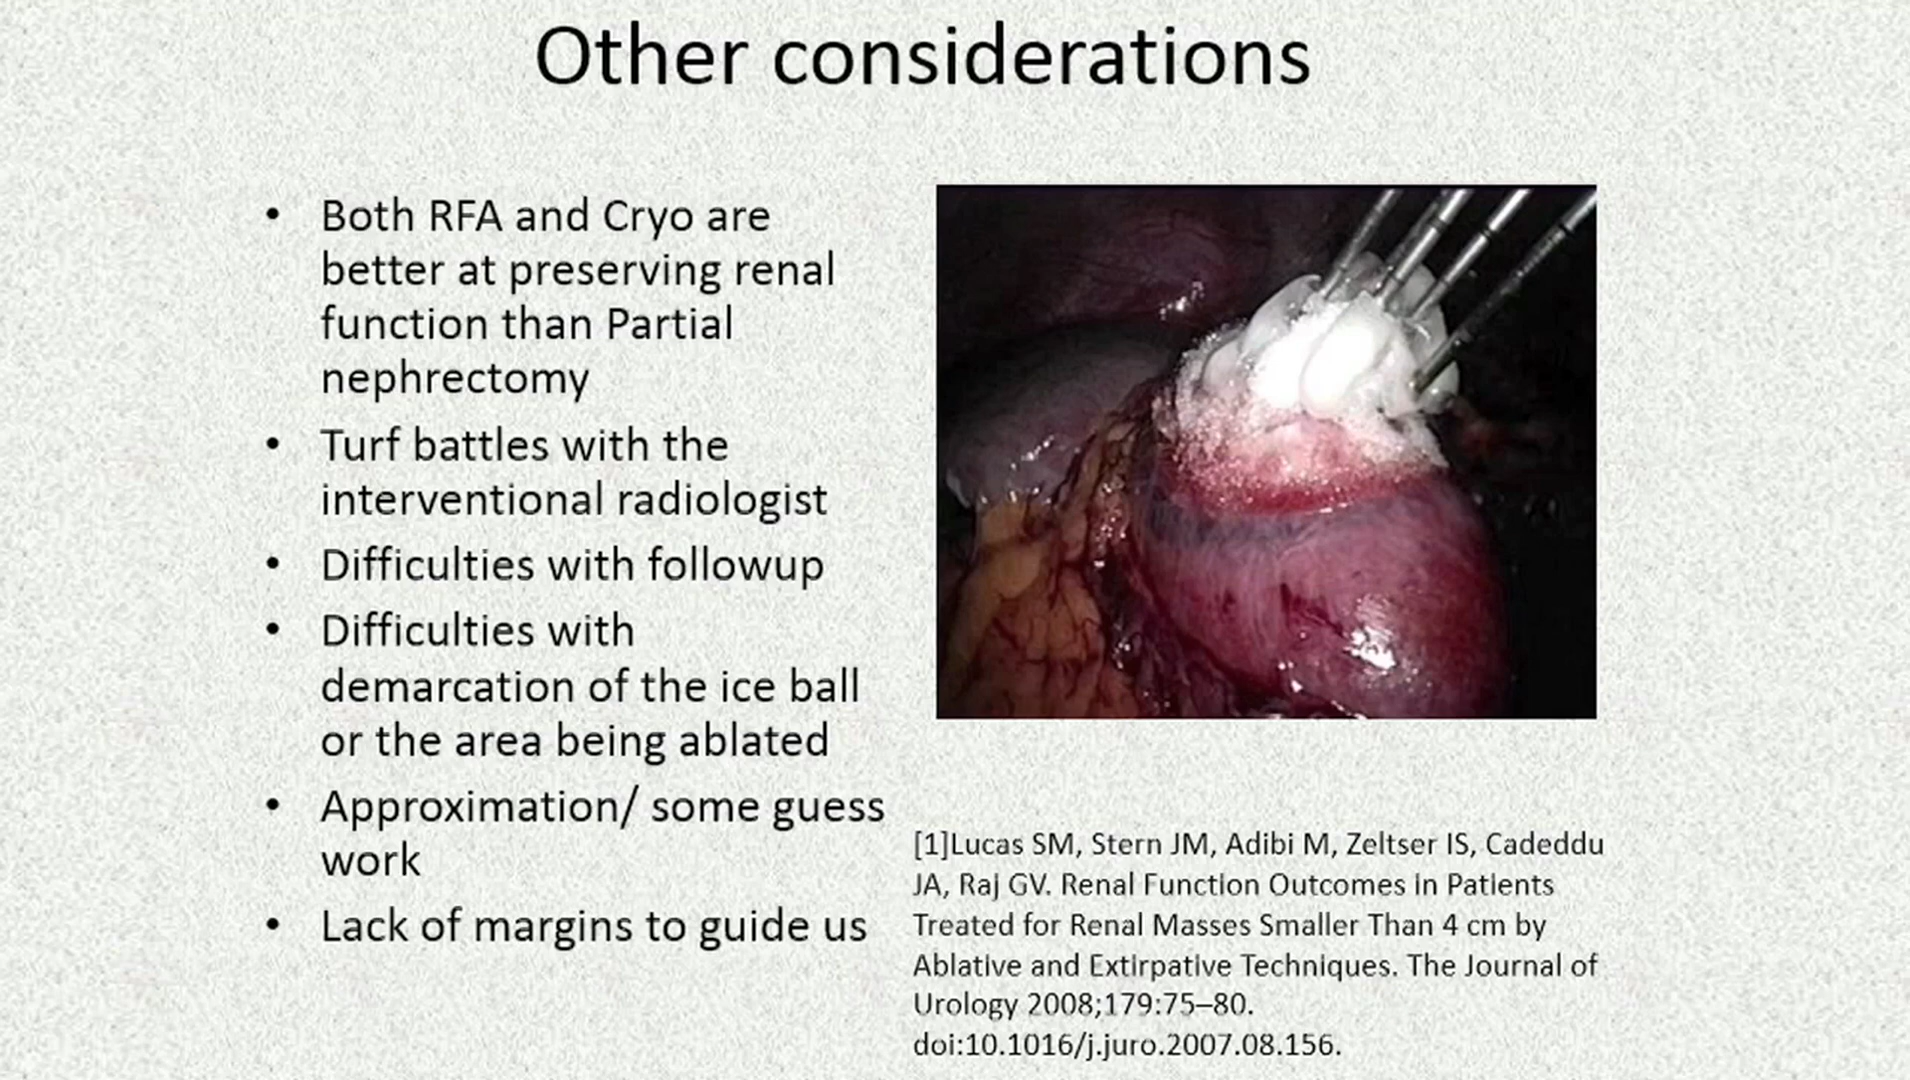 Other considerations
• Both RFA and Cryo are
better at preserving renal
function than Partial
nephrectomy
• Turf battles with the
interventional radiologist
• Difficulties with followup
• Difficulties with
demarcation of the ice ball
or the area being ablated
• Approximation/ some guess
work
• Lack of margins to guide us
[1]Lucas SM, Stern JM, Adibi M, Zeltser IS, Cadeddu
JA, Raj GV. Renal Function Outcomes in Patients
Treated for Renal Masses Smaller Than 4 cm by
Ablative and Extirpative Techniques. The Journal of
Urology 2008;179:75–80.
doi:10.1016/j.juro.2007.08.156.